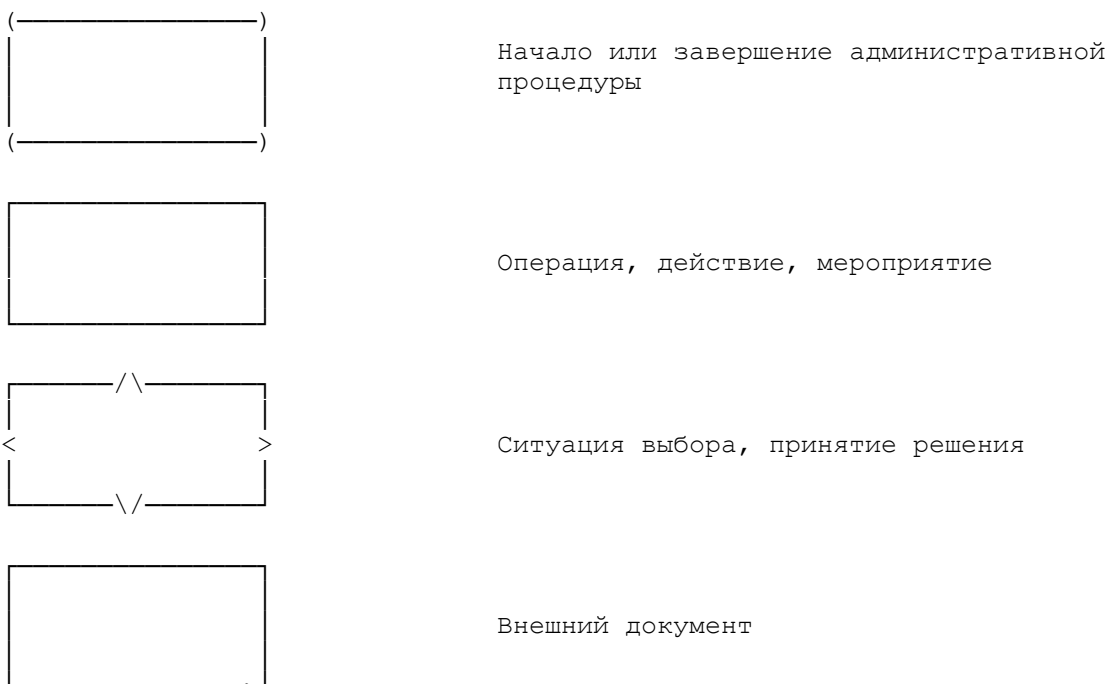 Начало или завершение административной
процедуры
Операция, действие, мероприятие
Ситуация выбора, принятие решения
Внешний документ